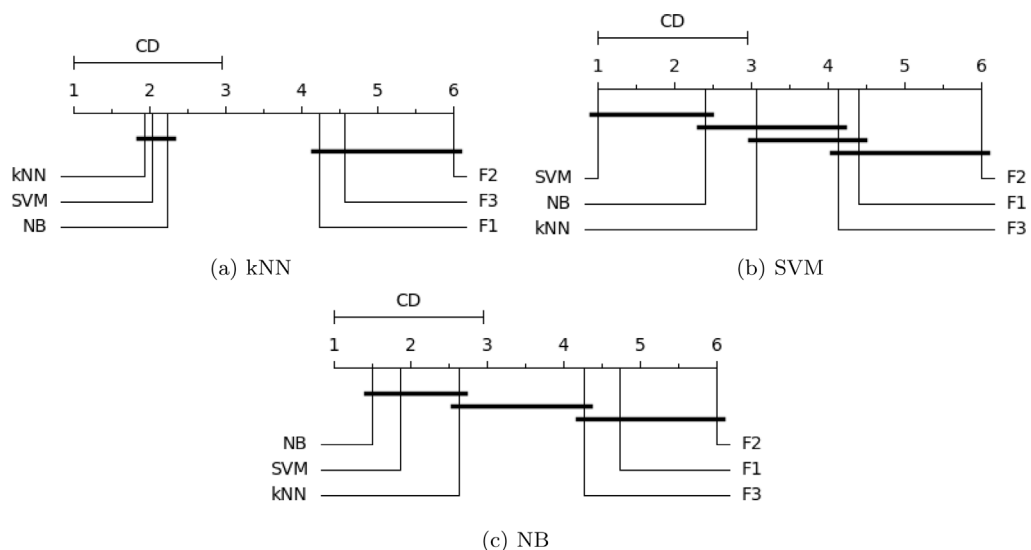 CD
1 2 3 4 5 6
kNN F2
SVM F3
NB F1
(a) kNN
CD
1 2 3 4 5 6
SVM F2
NB F1
kNN F3
(b) SVM
CD
1 2 3 4 5 6
NB F2
SVM F1
kNN F3
(c) NB